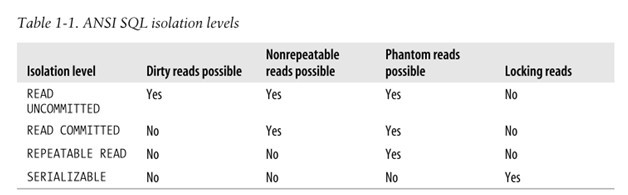 Table 1-1. ANSI SQL isolation levels
Nonrepeatable Phantom reads
Isolation level Dirty reads possible reads possible possible Locking reads
READ Yes Yes Yes No
UNCOMMITTED
READ COMMITTED No Yes Yes No
REPEATABLE READ No No Yes No
SERIALIZABLE No No No Yes